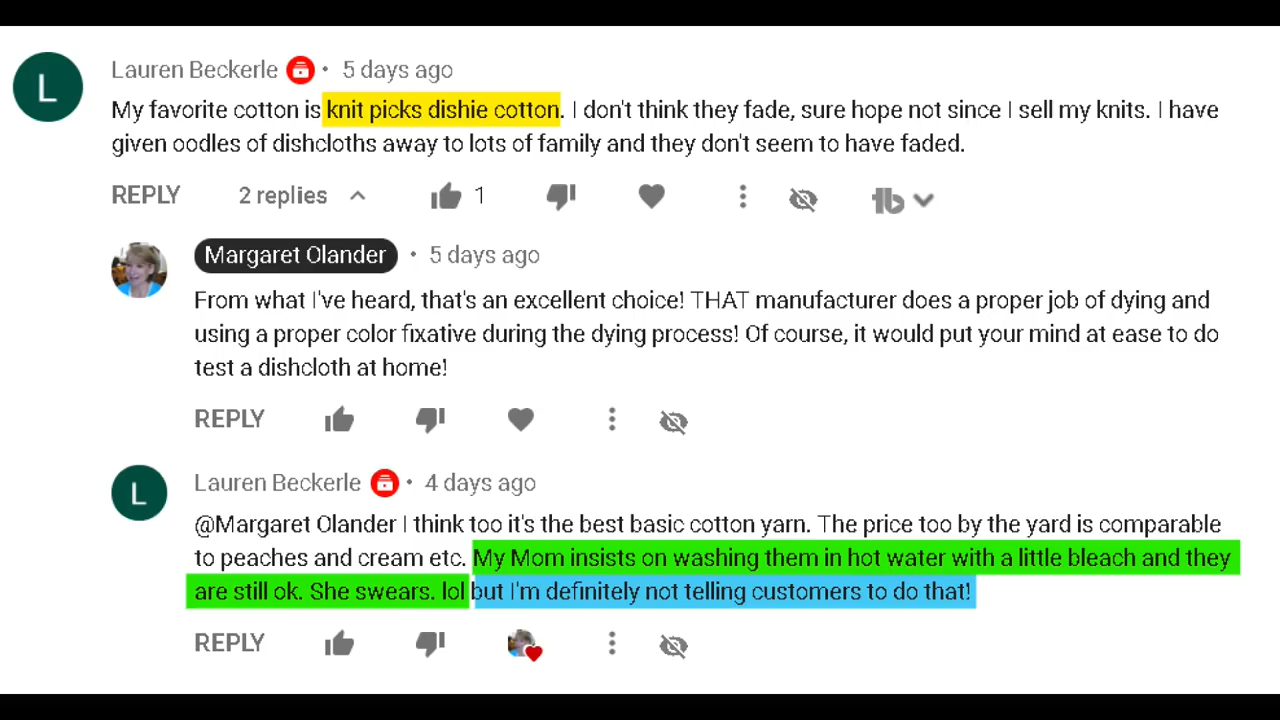 L
Lauren Beckerle • 5 days ago
My favorite cotton is knit picks dishie cotton. I don't think they fade, sure hope not since I sell my knits. I have
given oodles of dishcloths away to lots of family and they don't seem to have faded.
REPLY 2 replies 1
Margaret Olander • 5 days ago
From what I've heard, that's an excellent choice! THAT manufacturer does a proper job of dying and
using a proper color fixative during the dying process! Of course, it would put your mind at ease to do
test a dishcloth at home!
REPLY
L
Lauren Beckerle • 4 days ago
@Margaret Olander I think too it's the best basic cotton yarn. The price too by the yard is comparable
to peaches and cream etc. My Mom insists on washing them in hot water with a little bleach and they
are still ok. She swears. lol but I'm definitely not telling customers to do that!
REPLY